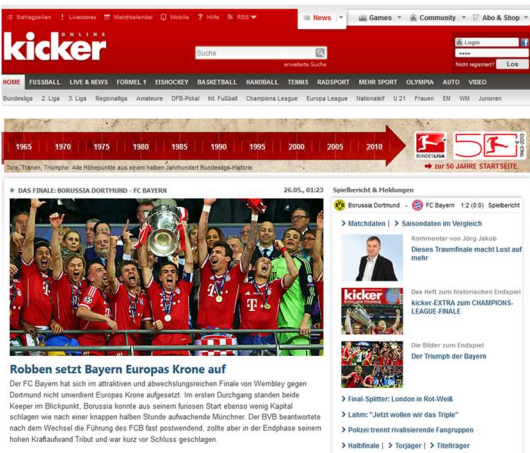 Schlagzeilen
Livescores
Matchkalender
Mobile
? Hilfe
RSS
News
Games
Community
Abo & Shop
ONLINE
kicker
Suche
erweiterte Suche
Login
Nicht registriert?
Los
HOME FUSSBALL LIVE & NEWS FORMEL 1 EISHOCKEY BASKETBALL HANDBALL TENNIS RADSPORT MEHR SPORT OLYMPIA AUTO VIDEO
Bundesliga 2. Liga 3. Liga Regionalliga Amateure DFB-Pokal Int. Fußball Champions League Europa League Nationalelf U 21 Frauen EM WM Junioren
1965 1970 1975 1980 1985 1990 1995 2000 2005 2010
BUNDESLIGA
1963-2013
Tore, Tränen, Triumphe: Alle Höhepunkte aus einem halben Jahrhundert Bundesliga-Historie.
zur 50 JAHRE STARTSEITE
DAS FINALE: BORUSSIA DORTMUND - FC BAYERN
26.05., 01:23
Robben setzt Bayern Europas Krone auf
Der FC Bayern hat sich im attraktiven und abwechslungsreichen Finale von Wembley gegen
Dortmund nicht unverdient Europas Krone aufgesetzt. Im ersten Durchgang standen beide
Keeper im Blickpunkt, Borussia konnte aus seinem furiosen Start ebenso wenig Kapital
schlagen wie nach einer knappen halben Stunde aufwachende Münchner. Der BVB beantwortete
nach dem Wechsel die Führung des FCB fast postwendend, zollte aber in der Endphase seinem
hohen Kraftaufwand Tribut und war kurz vor Schluss geschlagen.
Spielbericht & Meldungen
Borussia Dortmund - FC Bayern 1:2 (0:0) Spielbericht
Matchdaten | Saisondaten im Vergleich
Kommentar von Jörg Jakob
Dieses Traumfinale macht Lust auf
mehr
kicker
Das Heft zum historischen Endspiel
kicker-EXTRA zum CHAMPIONS-
LEAGUE-FINALE
Die Bilder zum Endspiel
Der Triumph der Bayern
Final-Splitter: London in Rot-Weiß
Lahm: "Jetzt wollen wir das Triple"
Polizei trennt rivalisierende Fangruppen
Halbfinale | Torjäger | Titelträger